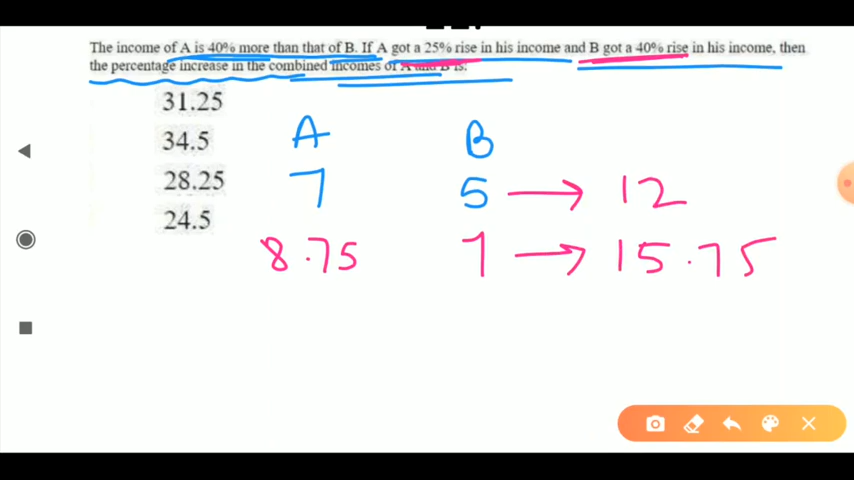 The income of A is 40% more than that of B. If A got a 25% rise in his income and B got a 40% rise in his income, then
the percentage increase in the combined incomes of A and B is:
31.25
34.5
28.25
24.5
A B
7 5 → 12
8.75 7 → 15.75